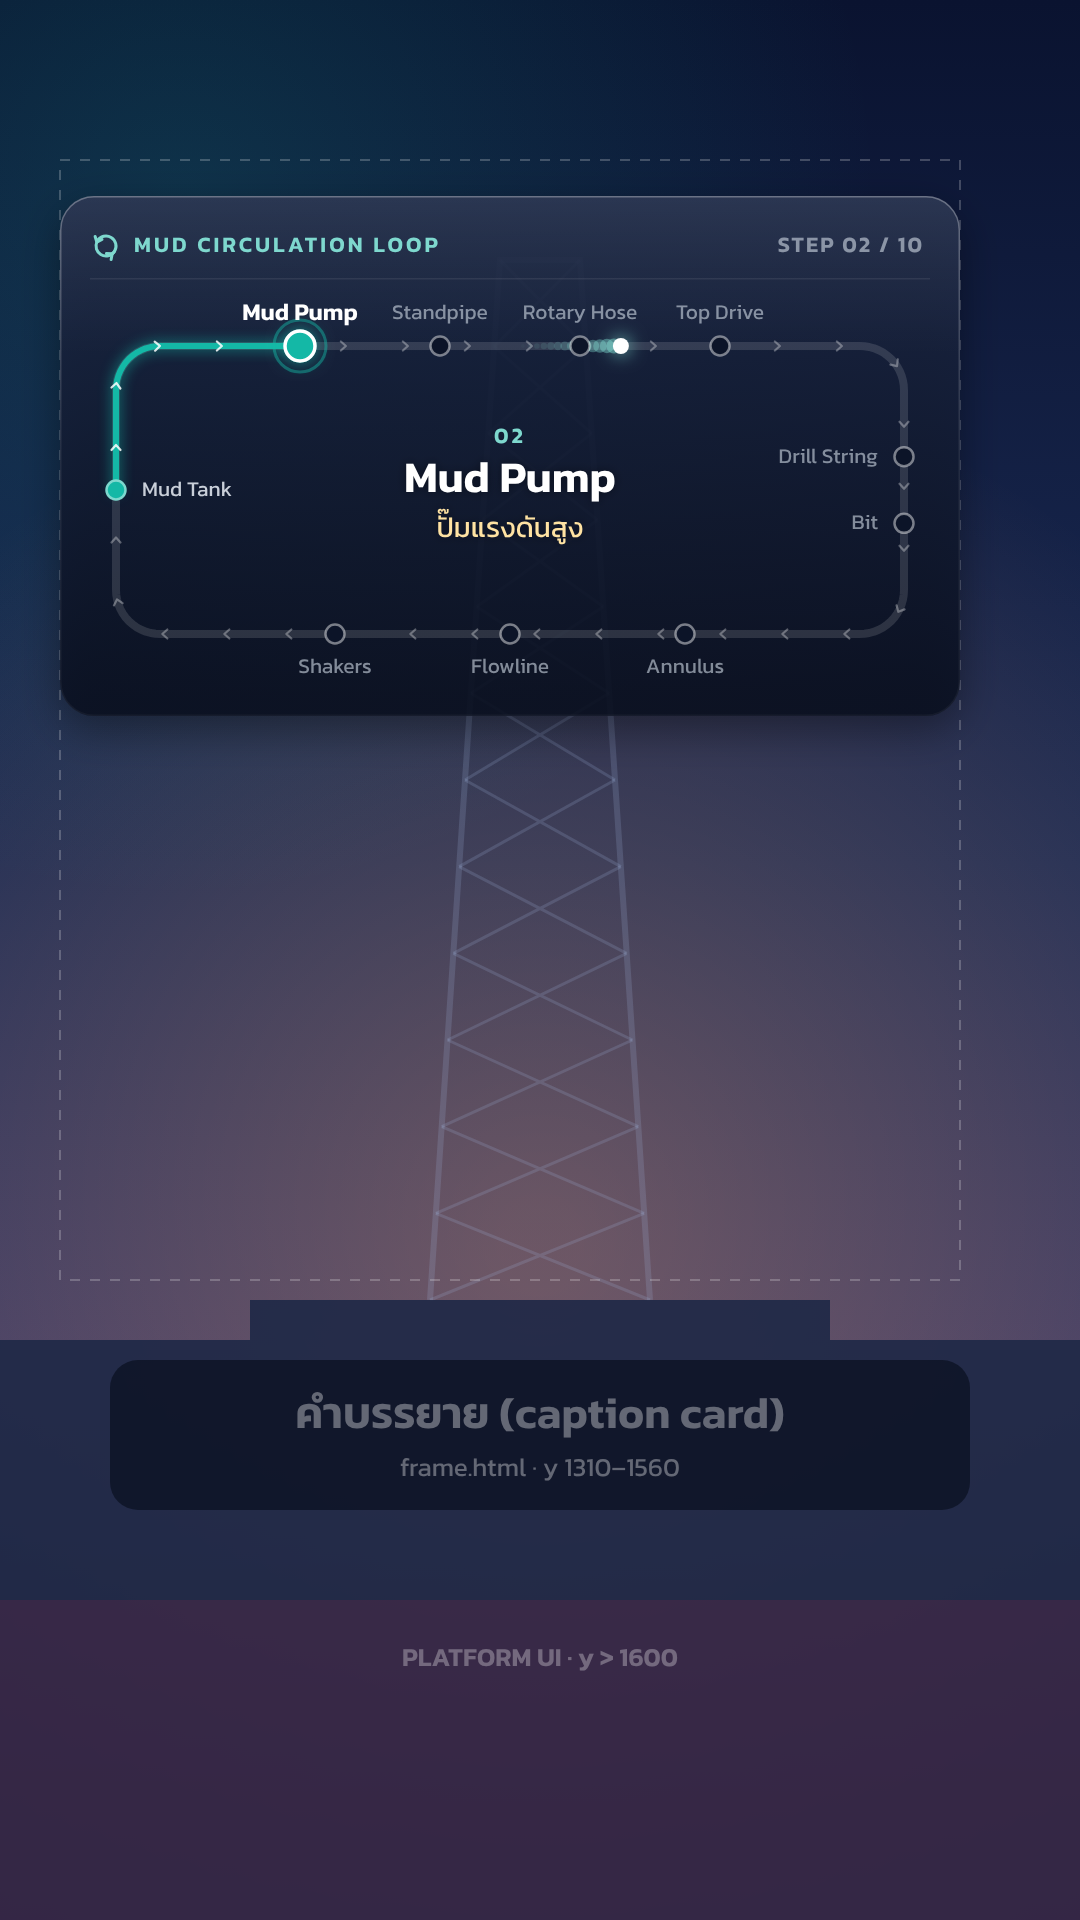 MUD CIRCULATION LOOP
STEP 02 / 10
Mud Pump
Standpipe
Rotary Hose
Top Drive
02
Mud Pump
ปั๊มแรงดันสูง
Drill String
Mud Tank
Bit
Shakers
Flowline
Annulus
คำบรรยาย (caption card)
frame.html · y 1310–1560
PLATFORM UI · y > 1600